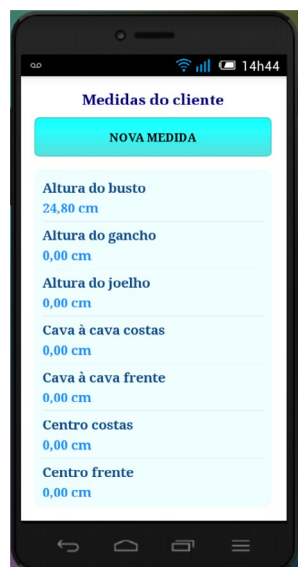 14h44
Medidas do cliente
NOVA MEDIDA
Altura do busto
24,80 cm
Altura do gancho
0,00 cm
Altura do joelho
0,00 cm
Cava à cava costas
0,00 cm
Cava à cava frente
0,00 cm
Centro costas
0,00 cm
Centro frente
0,00 cm